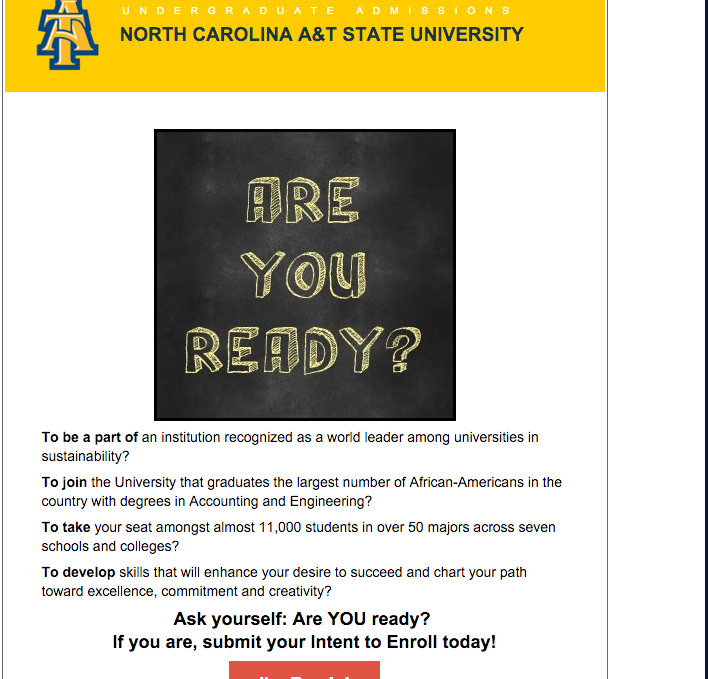 UNDERGRADUATE ADMISSIONS
NORTH CAROLINA A&T STATE UNIVERSITY
ARE
YOU
READY?
To be a part of an institution recognized as a world leader among universities in
sustainability?
To join the University that graduates the largest number of African-Americans in the
country with degrees in Accounting and Engineering?
To take your seat amongst almost 11,000 students in over 50 majors across seven
schools and colleges?
To develop skills that will enhance your desire to succeed and chart your path
toward excellence, commitment and creativity?
Ask yourself: Are YOU ready?
If you are, submit your Intent to Enroll today!